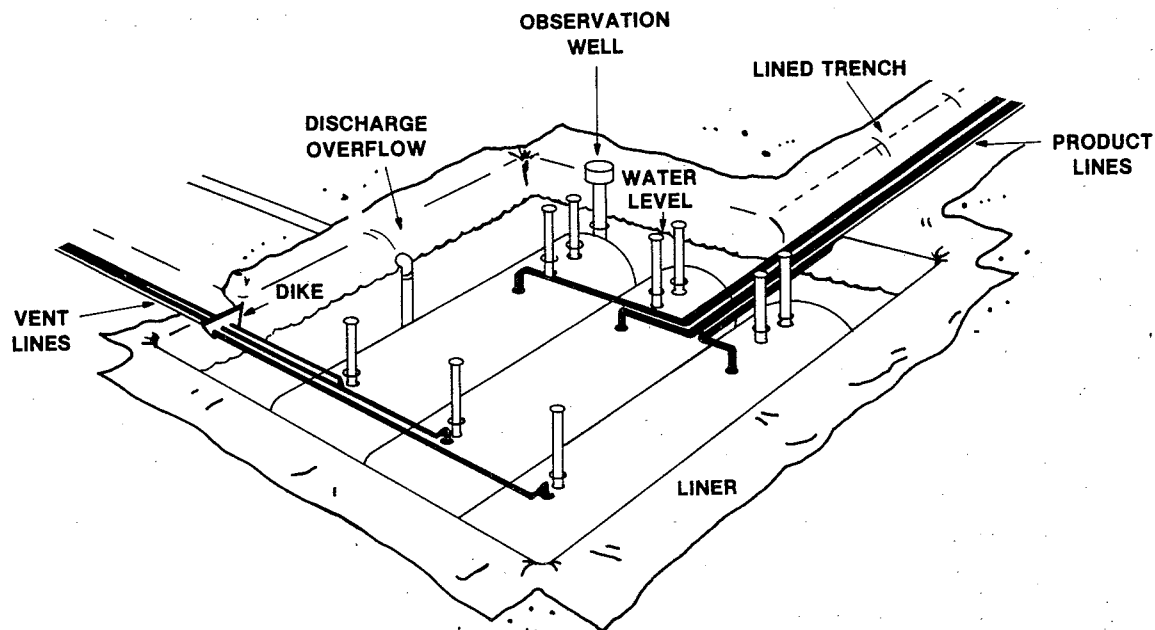 OBSERVATION
WELL
LINED TRENCH
DISCHARGE
OVERFLOW
PRODUCT
LINES
WATER
LEVEL
DIKE
VENT
LINES
LINER